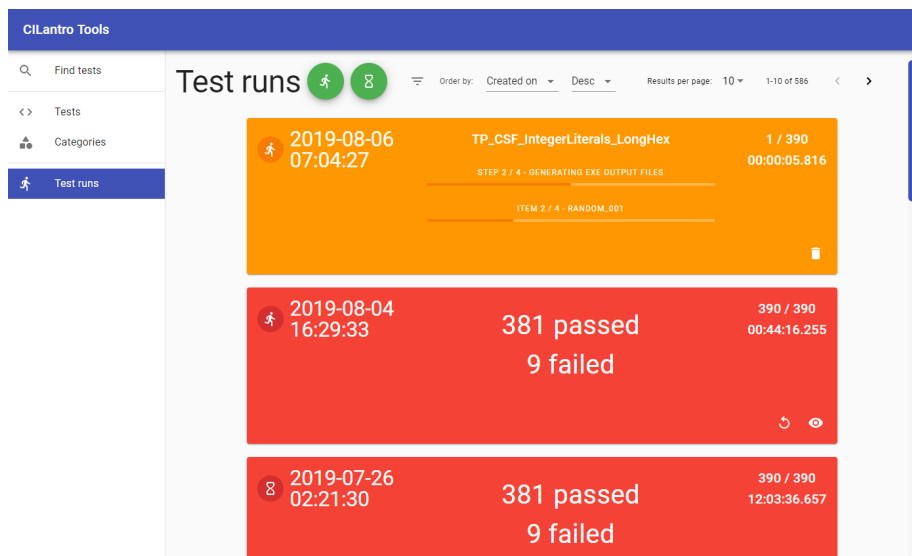 CILantro Tools
Find tests
Tests
Categories
Test runs
Test runs
Order by: Created on Desc Results per page: 10 1-10 of 586
2019-08-06
07:04:27
TP_CSF_IntegerLiterals_LongHex
STEP 2 / 4 - GENERATING EXE OUTPUT FILES
ITEM 2 / 4 - RANDOM_001
1 / 390
00:00:05.816
2019-08-04
16:29:33
381 passed
9 failed
390 / 390
00:44:16.255
2019-07-26
02:21:30
381 passed
9 failed
390 / 390
12:03:36.657